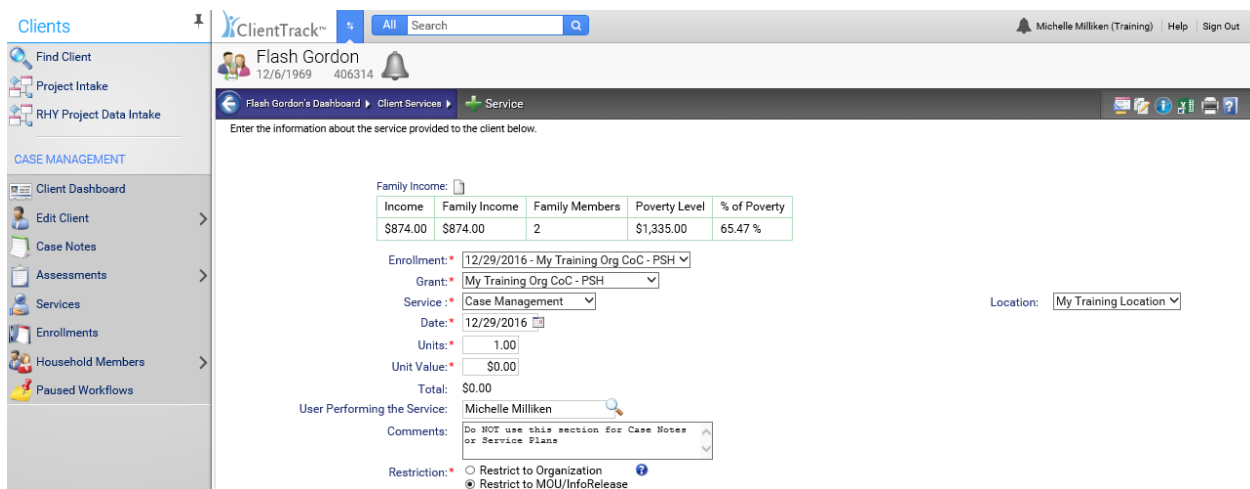 Clients
ClientTrack™
All Search
Michelle Milliken (Training) Help Sign Out
Find Client
Project Intake
RHY Project Data Intake
CASE MANAGEMENT
Client Dashboard
Edit Client
Case Notes
Assessments
Services
Enrollments
Household Members
Paused Workflows
Flash Gordon
12/6/1969 406314
Flash Gordon's Dashboard Client Services Service
Enter the information about the service provided to the client below.
Family Income:
Income Family Income Family Members Poverty Level % of Poverty
$874.00 $874.00 2 $1,335.00 65.47 %
Enrollment:* 12/29/2016 - My Training Org CoC - PSH
Grant:* My Training Org CoC - PSH
Service :* Case Management Location: My Training Location
Date:* 12/29/2016
Units:* 1.00
Unit Value:* $0.00
Total: $0.00
User Performing the Service: Michelle Milliken
Comments: Do NOT use this section for Case Notes
or Service Plans
Restriction:* Restrict to Organization
Restrict to MOU/InfoRelease